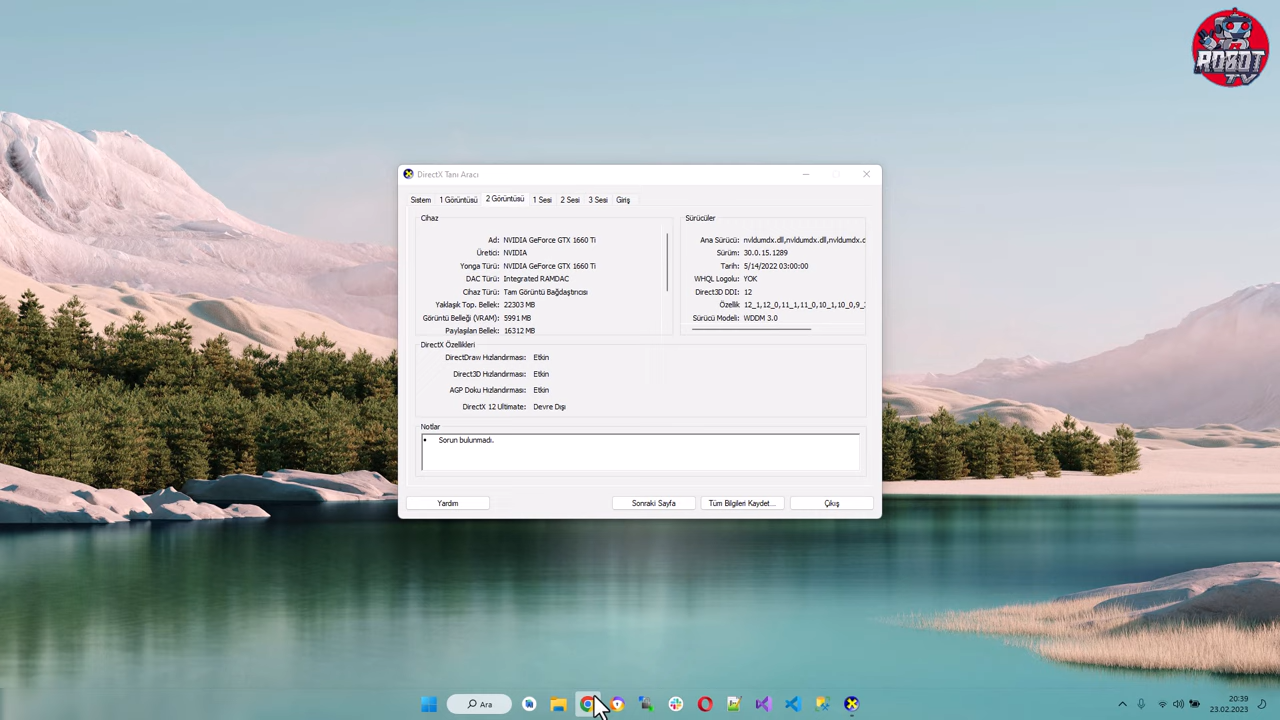 ROBOT
TV
DirectX Tanı Aracı
Sistem 1 Görüntüsü 2 Görüntüsü 1 Sesi 2 Sesi 3 Sesi Giriş
Cihaz
Ad: NVIDIA GeForce GTX 1660 Ti
Üretici: NVIDIA
Yonga Türü: NVIDIA GeForce GTX 1660 Ti
DAC Türü: Integrated RAMDAC
Cihaz Türü: Tam Görüntü Bağdaştırıcısı
Yaklaşık Top. Bellek: 22303 MB
Görüntü Belleği (VRAM): 5991 MB
Paylaşılan Bellek: 16312 MB
Sürücüler
Ana Sürücü: nvldumdx.dll,nvldumdx.dll,nvldumdx.c
Sürüm: 30.0.15.1289
Tarih: 5/14/2022 03:00:00
WHQL Logolu: YOK
Direct3D DDI: 12
Özellik 12_1,12_0,11_1,11_0,10_1,10_0,9_
Sürücü Modeli: WDDM 3.0
DirectX Özellikleri
DirectDraw Hızlandırması: Etkin
Direct3D Hızlandırması: Etkin
AGP Doku Hızlandırması: Etkin
DirectX 12 Ultimate: Devre Dışı
Notlar
• Sorun bulunmadı.
Yardım Sonraki Sayfa Tüm Bilgileri Kaydet... Çıkış
Ara
20:39
23.02.2023